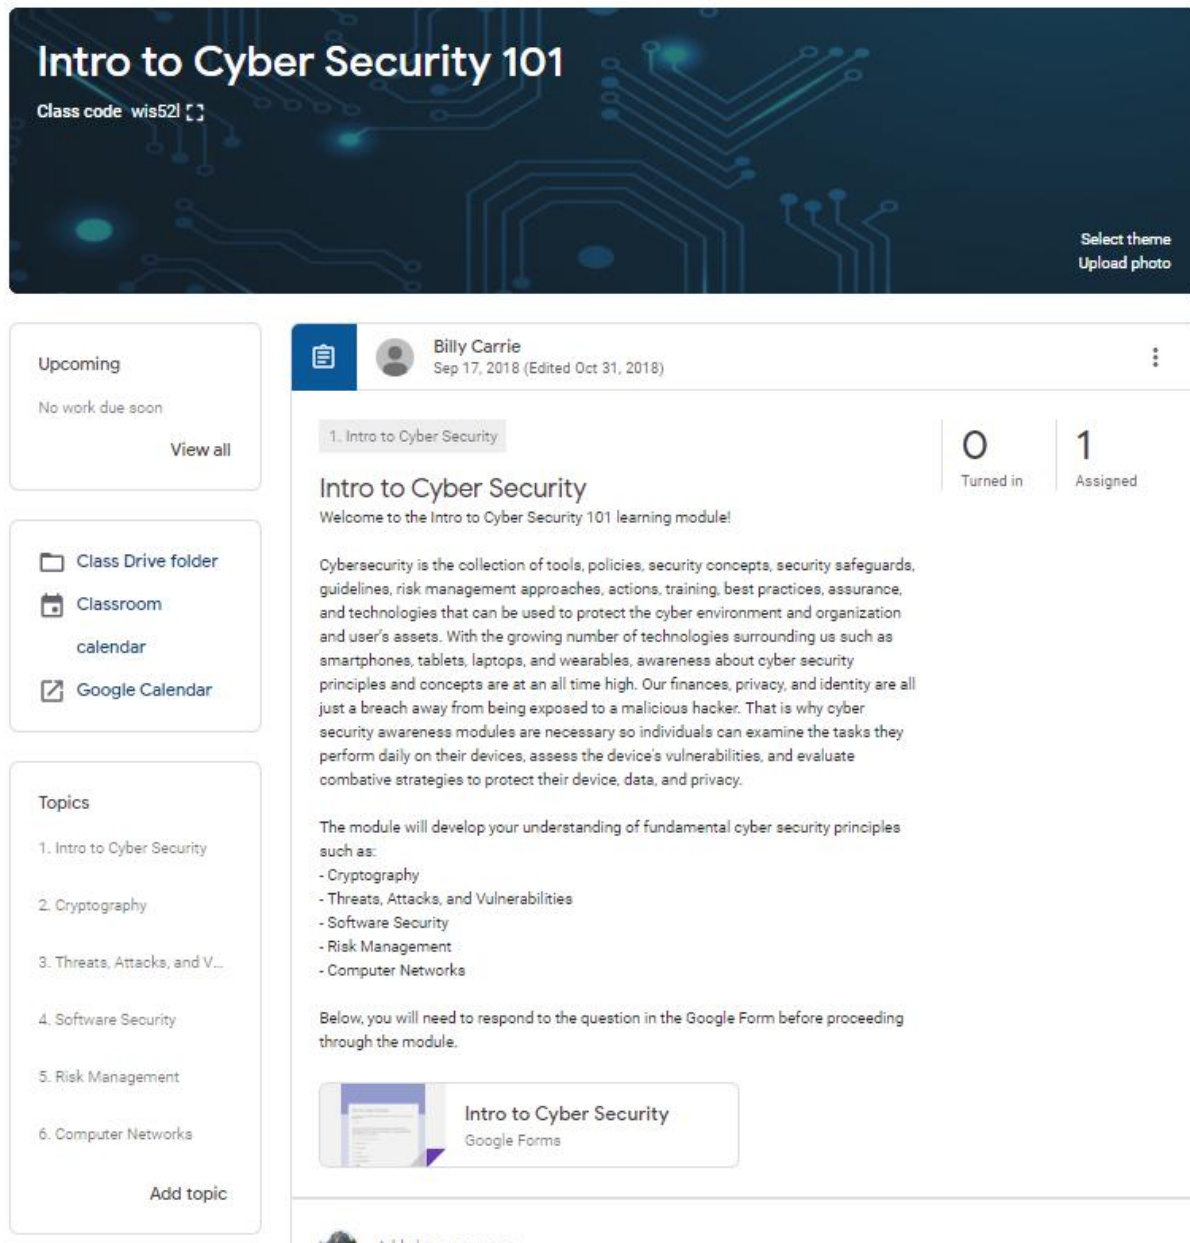 Intro to Cyber Security 101
Class code wis52l
Select theme
Upload photo
Upcoming
No work due soon
View all
Class Drive folder
Classroom
calendar
Google Calendar
Topics
1. Intro to Cyber Security
2. Cryptography
3. Threats, Attacks, and V...
4. Software Security
5. Risk Management
6. Computer Networks
Add topic
Billy Carrie
Sep 17, 2018 (Edited Oct 31, 2018)
1. Intro to Cyber Security
0
Turned in
1
Assigned
Intro to Cyber Security
Welcome to the Intro to Cyber Security 101 learning module!
Cybersecurity is the collection of tools, policies, security concepts, security safeguards,
guidelines, risk management approaches, actions, training, best practices, assurance,
and technologies that can be used to protect the cyber environment and organization
and user's assets. With the growing number of technologies surrounding us such as
smartphones, tablets, laptops, and wearables, awareness about cyber security
principles and concepts are at an all time high. Our finances, privacy, and identity are all
just a breach away from being exposed to a malicious hacker. That is why cyber
security awareness modules are necessary so individuals can examine the tasks they
perform daily on their devices, assess the device's vulnerabilities, and evaluate
combative strategies to protect their device, data, and privacy.
The module will develop your understanding of fundamental cyber security principles
such as:
- Cryptography
- Threats, Attacks, and Vulnerabilities
- Software Security
- Risk Management
- Computer Networks
Below, you will need to respond to the question in the Google Form before proceeding
through the module.
Intro to Cyber Security
Google Forms